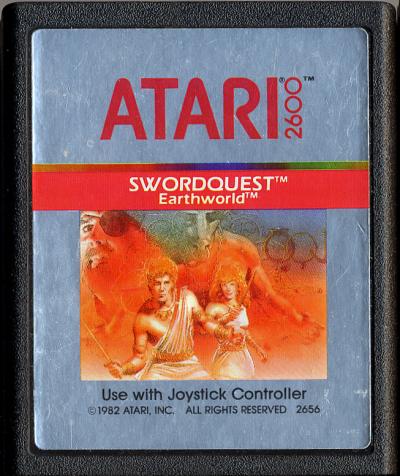 ATARI® 2600™
SWORDQUEST™
Earthworld™
Use with Joystick Controller
© 1982 ATARI, INC. ALL RIGHTS RESERVED 2656